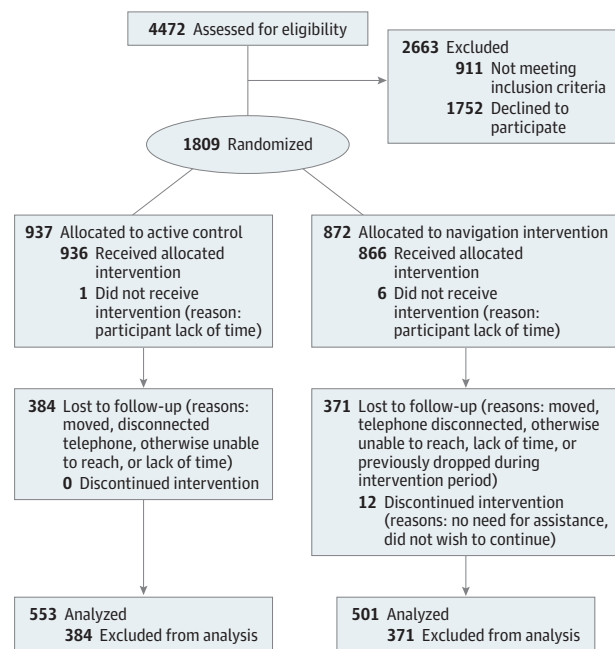 4472 Assessed for eligibility
2663 Excluded
911 Not meeting
inclusion criteria
1752 Declined to
participate
1809 Randomized
937 Allocated to active control
936 Received allocated
intervention
1 Did not receive
intervention (reason:
participant lack of time)
872 Allocated to navigation intervention
866 Received allocated
intervention
6 Did not receive
intervention (reason:
participant lack of time)
384 Lost to follow-up (reasons:
moved, disconnected
telephone, otherwise unable
to reach, or lack of time)
0 Discontinued intervention
371 Lost to follow-up (reasons: moved,
telephone disconnected, otherwise
unable to reach, lack of time, or
previously dropped during
intervention period)
12 Discontinued intervention
(reasons: no need for assistance,
did not wish to continue)
553 Analyzed
384 Excluded from analysis
501 Analyzed
371 Excluded from analysis